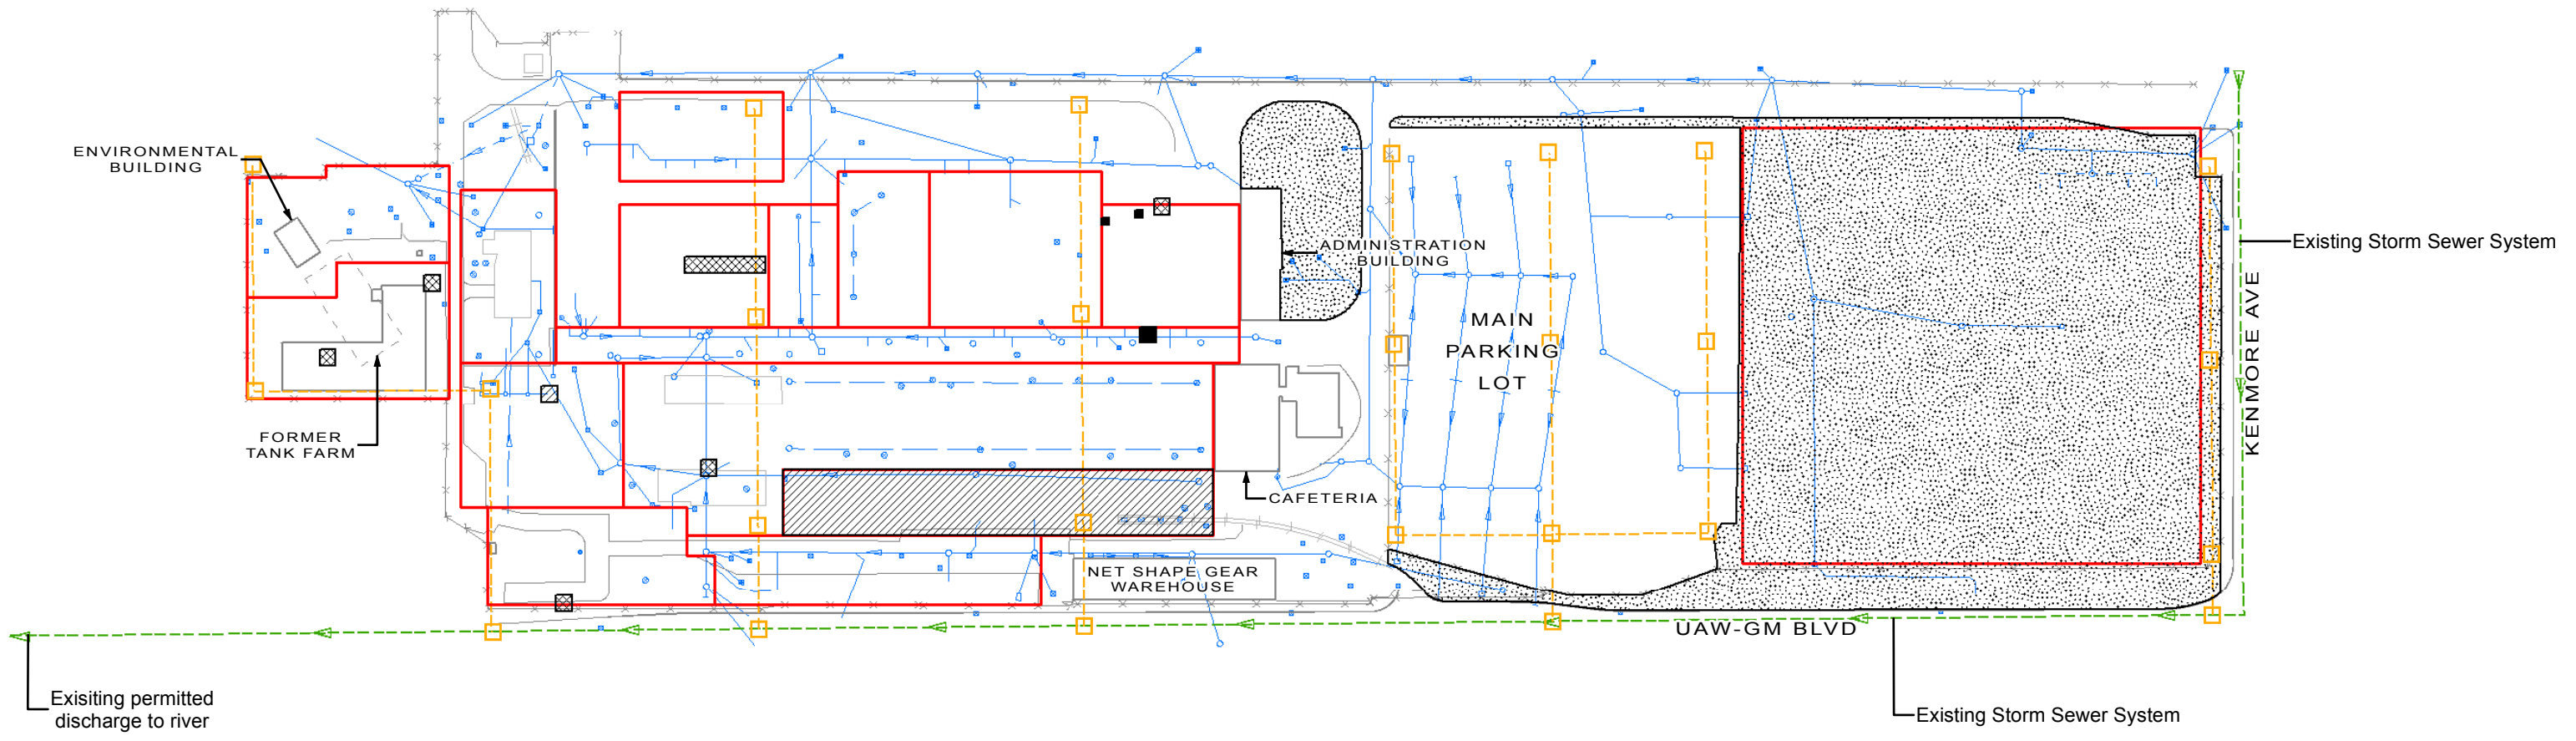 ENVIRONMENTAL
BUILDING
FORMER
TANK FARM
ADMINISTRATION
BUILDING
MAIN
PARKING
LOT
CAFETERIA
NET SHAPE GEAR
WAREHOUSE
KENMORE AVE
Existing Storm Sewer System
UAW-GM BLVD
Exisiting permitted
discharge to river
Existing Storm Sewer System